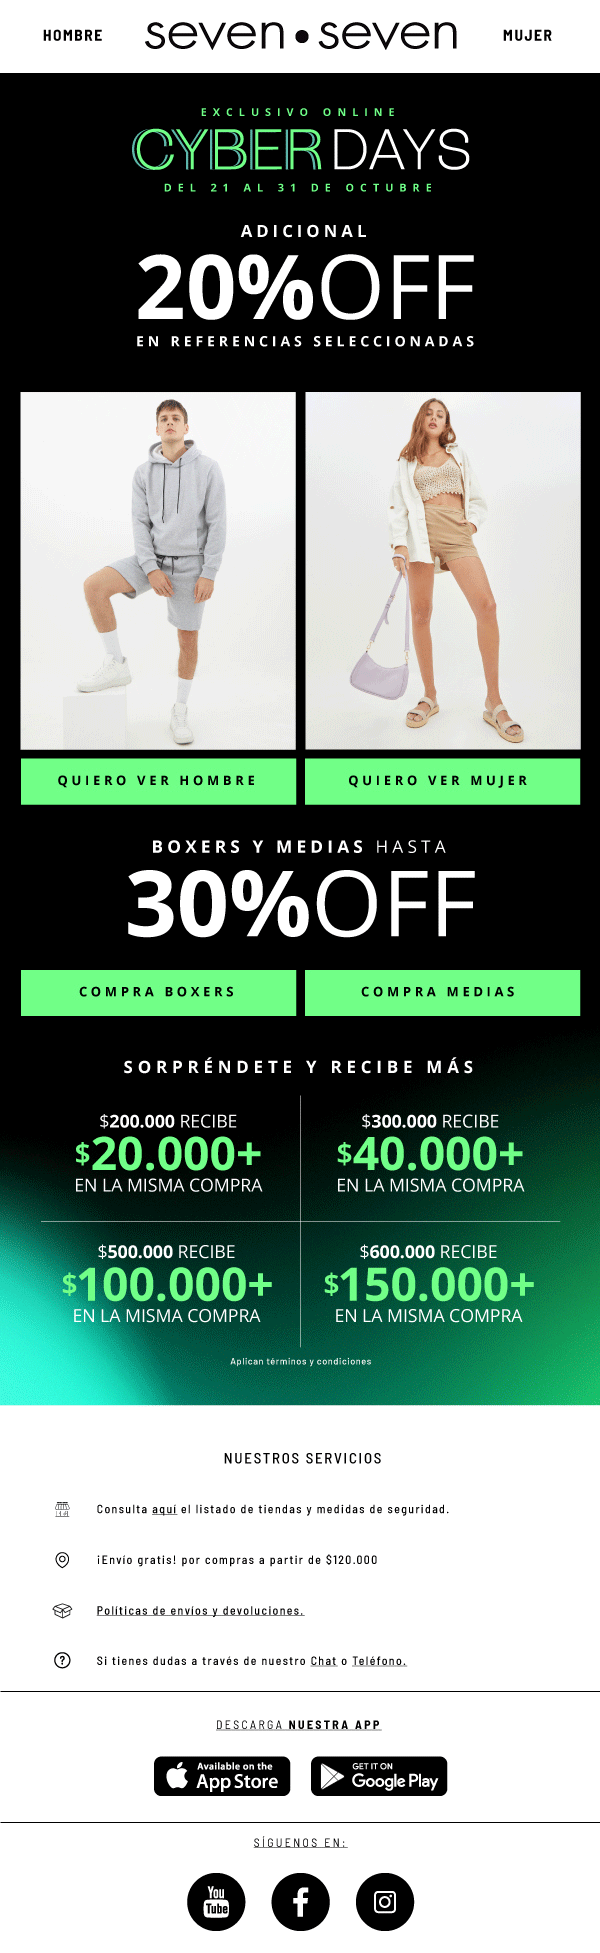 HOMBRE
seven•seven
MUJER
EXCLUSIVO ONLINE
CYBER DAYS
DEL 21 AL 31 DE OCTUBRE
ADICIONAL
20%OFF
EN REFERENCIAS SELECCIONADAS
QUIERO VER HOMBRE
QUIERO VER MUJER
BOXERS Y MEDIAS HASTA
30%OFF
COMPRA BOXERS
COMPRA MEDIAS
SORPRÉNDETE Y RECIBE MÁS
$200.000 RECIBE
$20.000+
EN LA MISMA COMPRA
$300.000 RECIBE
$40.000+
EN LA MISMA COMPRA
$500.000 RECIBE
$100.000+
EN LA MISMA COMPRA
$600.000 RECIBE
$150.000+
EN LA MISMA COMPRA
Aplican términos y condiciones
NUESTROS SERVICIOS
Consulta aquí el listado de tiendas y medidas de seguridad.
¡Envío gratis! por compras a partir de $120.000
Políticas de envíos y devoluciones.
Si tienes dudas a través de nuestro Chat o Teléfono.
DESCARGA NUESTRA APP
Available on the
App Store
GET IT ON
Google Play
SÍGUENOS EN:
You
Tube